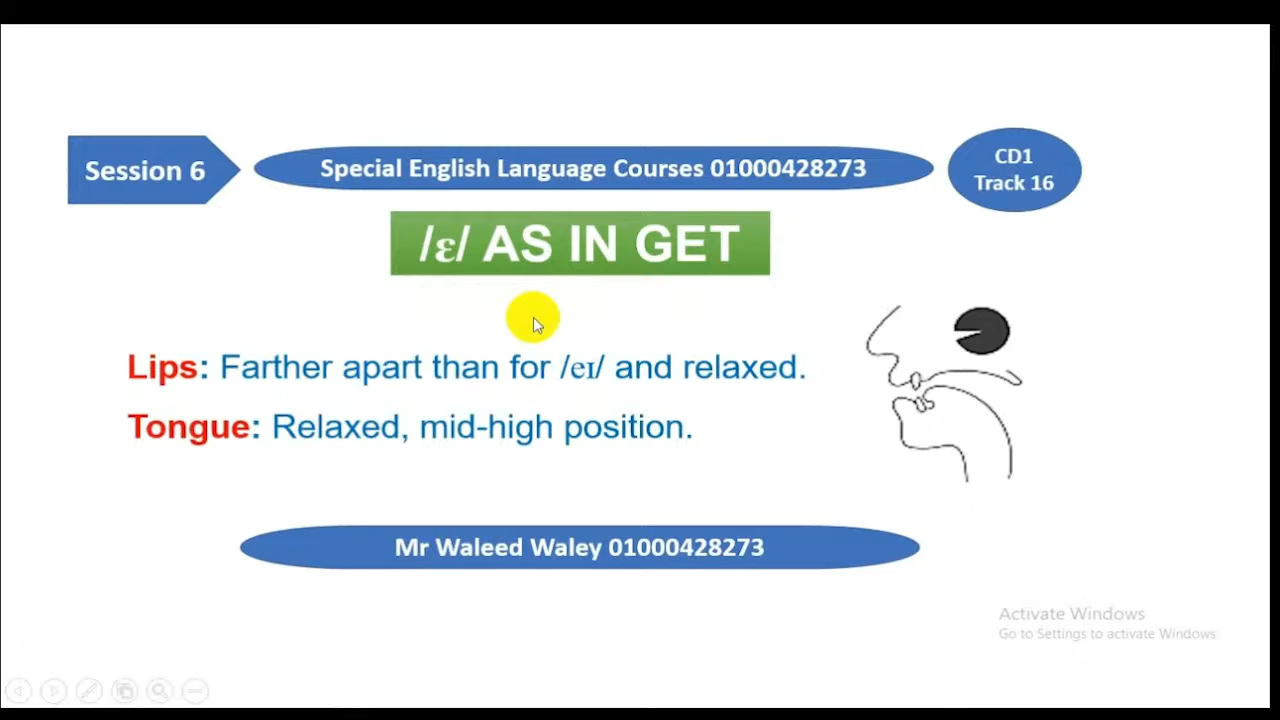 Session 6
Special English Language Courses 01000428273
CD1
Track 16
/ɛ/ AS IN GET
Lips: Farther apart than for /eɪ/ and relaxed.
Tongue: Relaxed, mid-high position.
Mr Waleed Waley 01000428273
Activate Windows
Go to Settings to activate Windows.